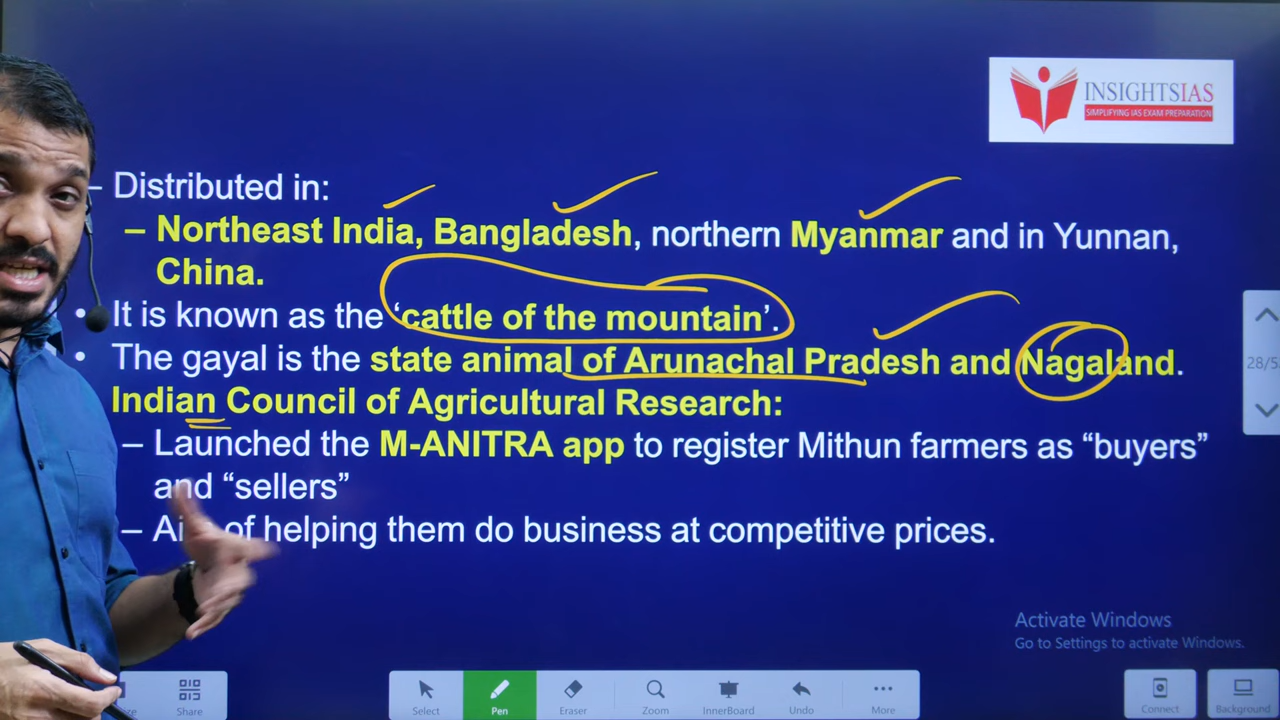 INSIGHTSIAS
SIMPLIFYING IAS EXAM PREPARATION
– Distributed in:
– Northeast India, Bangladesh, northern Myanmar and in Yunnan,
China.
• It is known as the ‘cattle of the mountain’.
• The gayal is the state animal of Arunachal Pradesh and Nagaland.
Indian Council of Agricultural Research:
– Launched the M-ANITRA app to register Mithun farmers as “buyers”
and “sellers”
– of helping them do business at competitive prices.
28/5
Activate Windows
Go to Settings to activate Windows.
Share
Select
Pen
Eraser
Zoom
InnerBoard
Undo
More
Connect
Background